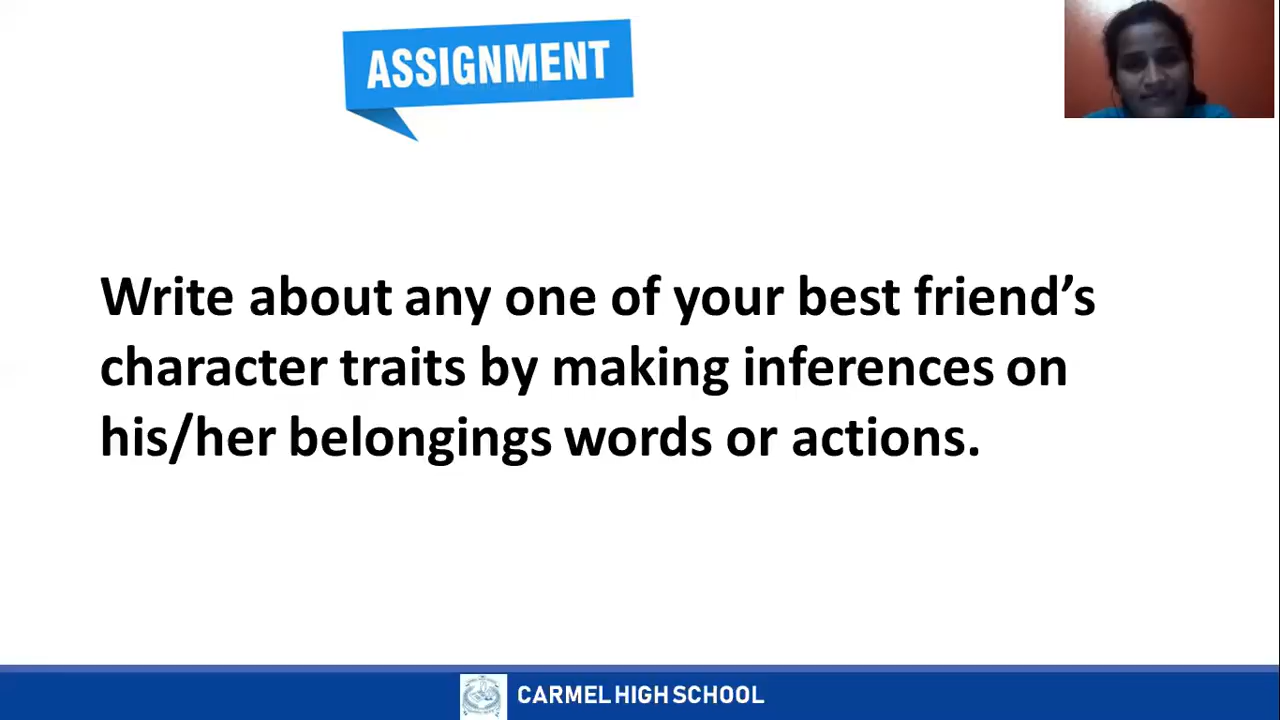 ASSIGNMENT
Write about any one of your best friend’s
character traits by making inferences on
his/her belongings words or actions.
CARMEL HIGH SCHOOL